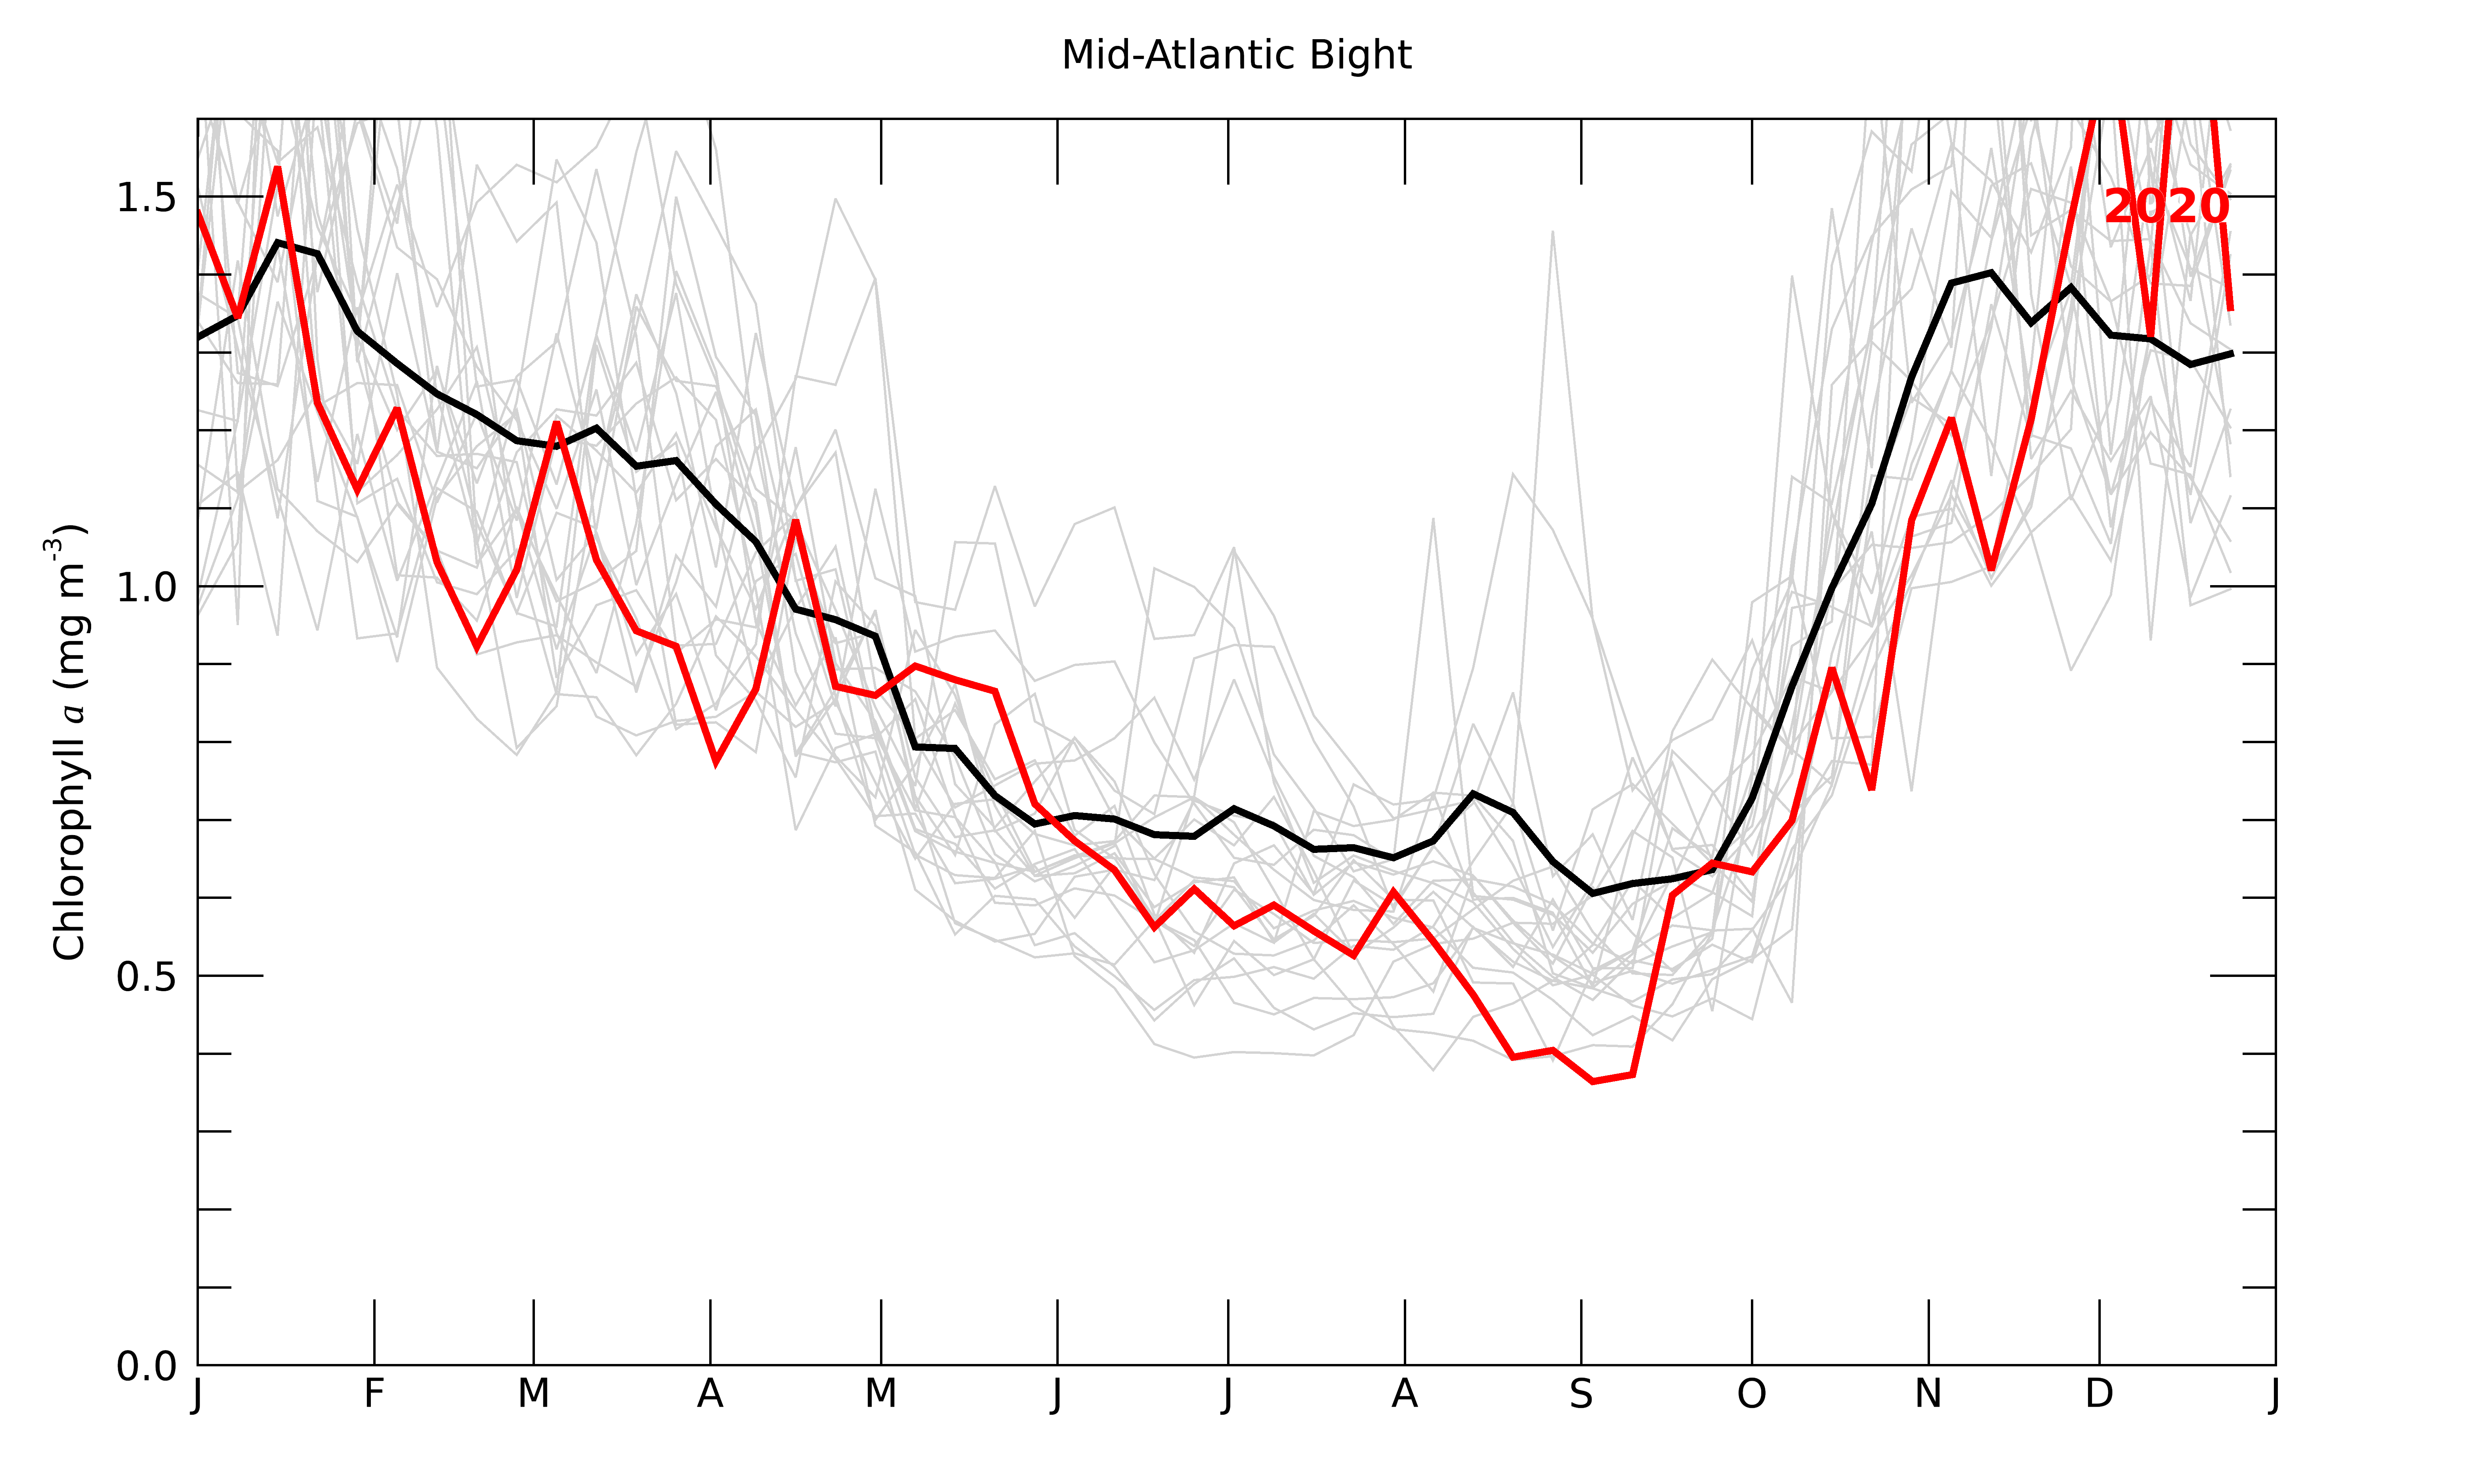 Mid-Atlantic Bight
Chlorophyll a (mg m⁻³)
1.5
1.0
0.5
0.0
2020
J F M A M J J A S O N D J